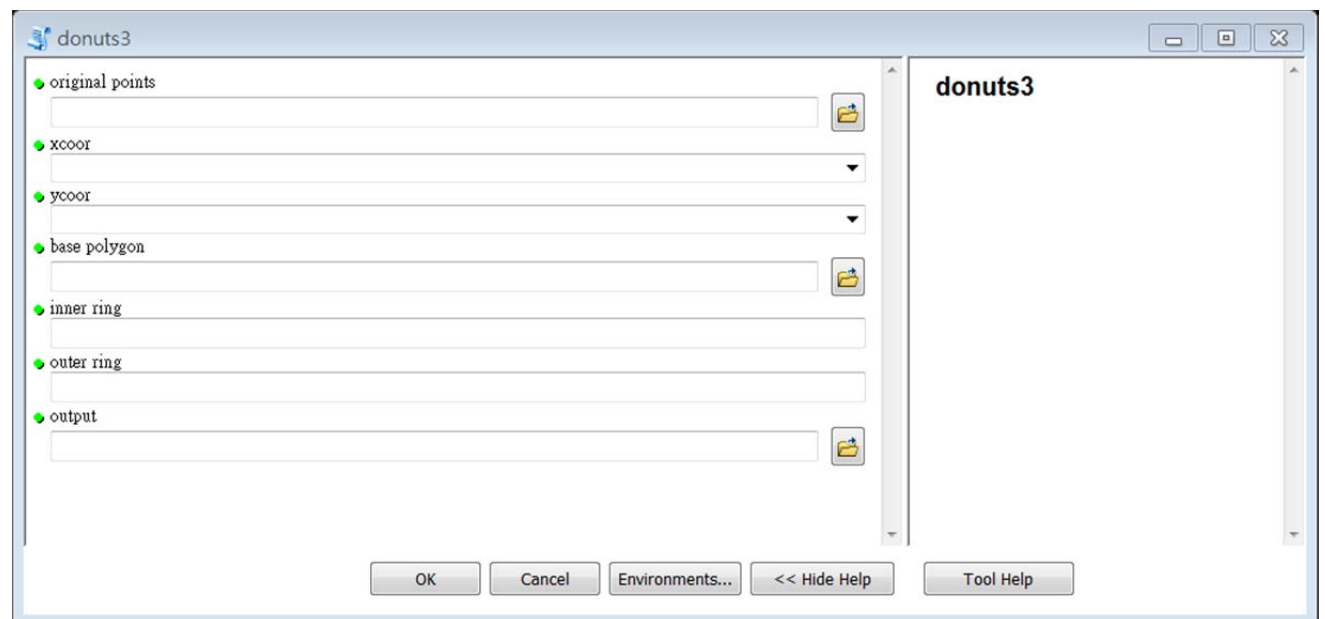 donuts3
original points
xcoor
ycoor
base polygon
inner ring
outer ring
output
donuts3
OK Cancel Environments... << Hide Help Tool Help